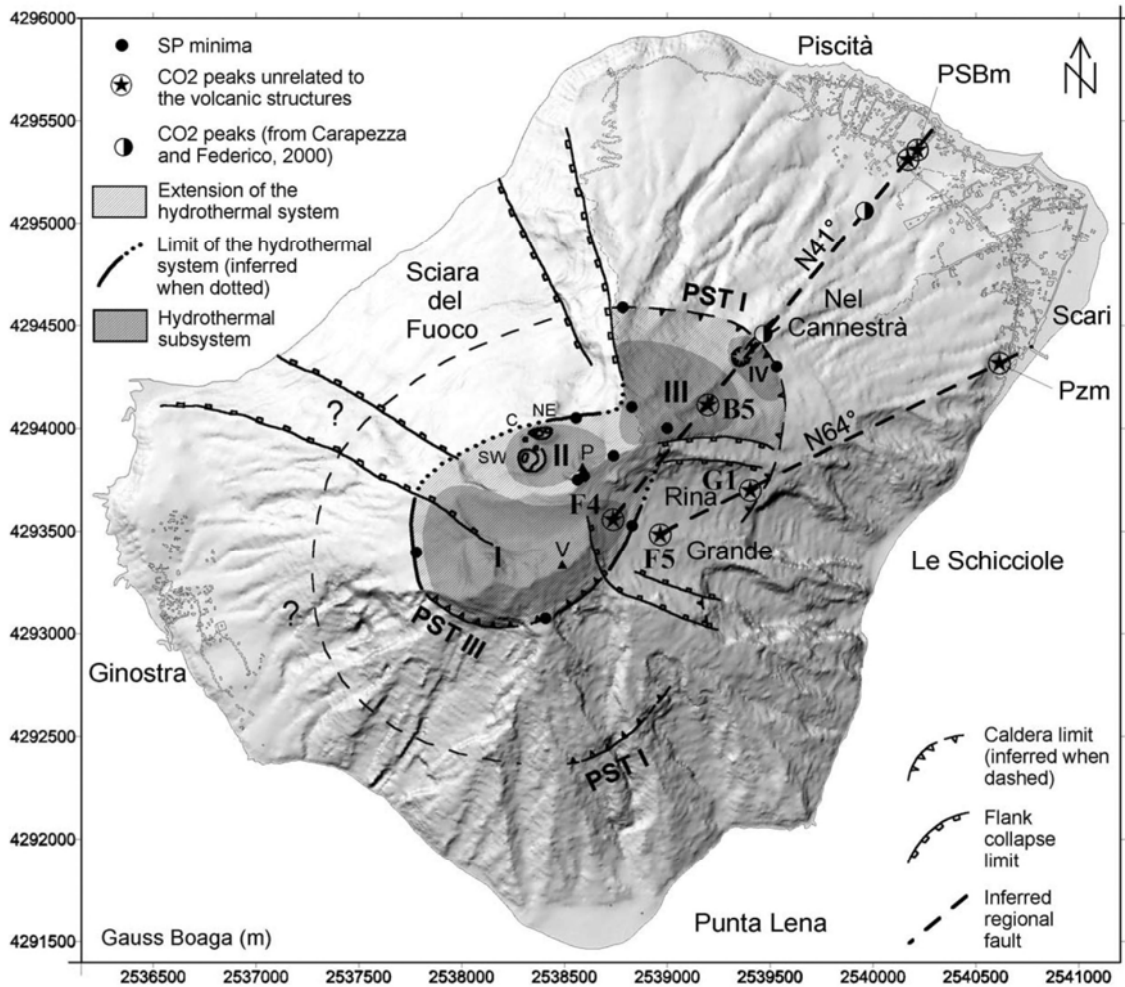 4296000
4295500
4295000
4294500
4294000
4293500
4293000
4292500
4292000
4291500
SP minima
CO2 peaks unrelated to
the volcanic structures
CO2 peaks (from Carapezza
and Federico, 2000)
Extension of the
hydrothermal system
Limit of the hydrothermal
system (inferred
when dotted)
Hydrothermal
subsystem
Piscità
N
PSBm
Sciara
del
Fuoco
PST I
N41°
Nel
Cannestrà
Scari
Pzm
N64°
IV
III
B5
NE
C
SW
II
P
G1
Rina
Grande
F4
F5
I
V
?
?
PST III
Le Schicciole
Ginostra
PST I
Caldera limit
(inferred when
dashed)
Flank
collapse
limit
Inferred
regional
fault
Punta Lena
Gauss Boaga (m)
2536500 2537000 2537500 2538000 2538500 2539000 2539500 2540000 2540500 2541000